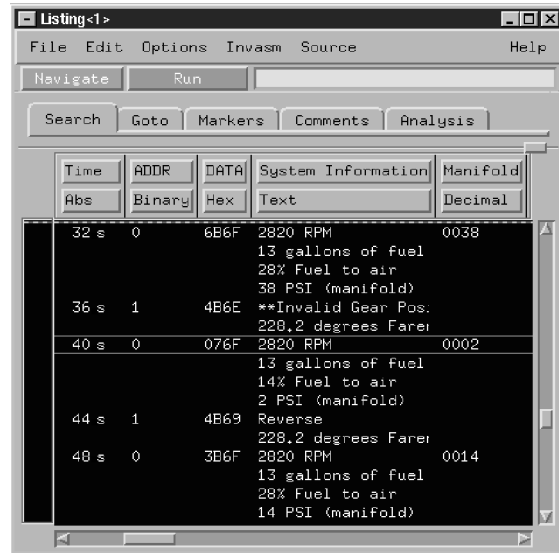 Listing<1>
File Edit Options Invasm Source Help
Navigate Run
Search Goto Markers Comments Analysis
Time ADDR DATA System Information Manifold
Abs Binary Hex Text Decimal
32 s 0 6B6F 2820 RPM 0038
13 gallons of fuel
28% Fuel to air
38 PSI (manifold)
36 s 1 4B6E **Invalid Gear Pos
228.2 degrees Faren
40 s 0 076F 2820 RPM 0002
13 gallons of fuel
14% Fuel to air
2 PSI (manifold)
44 s 1 4B69 Reverse
228.2 degrees Faren
48 s 0 3B6F 2820 RPM 0014
13 gallons of fuel
28% Fuel to air
14 PSI (manifold)